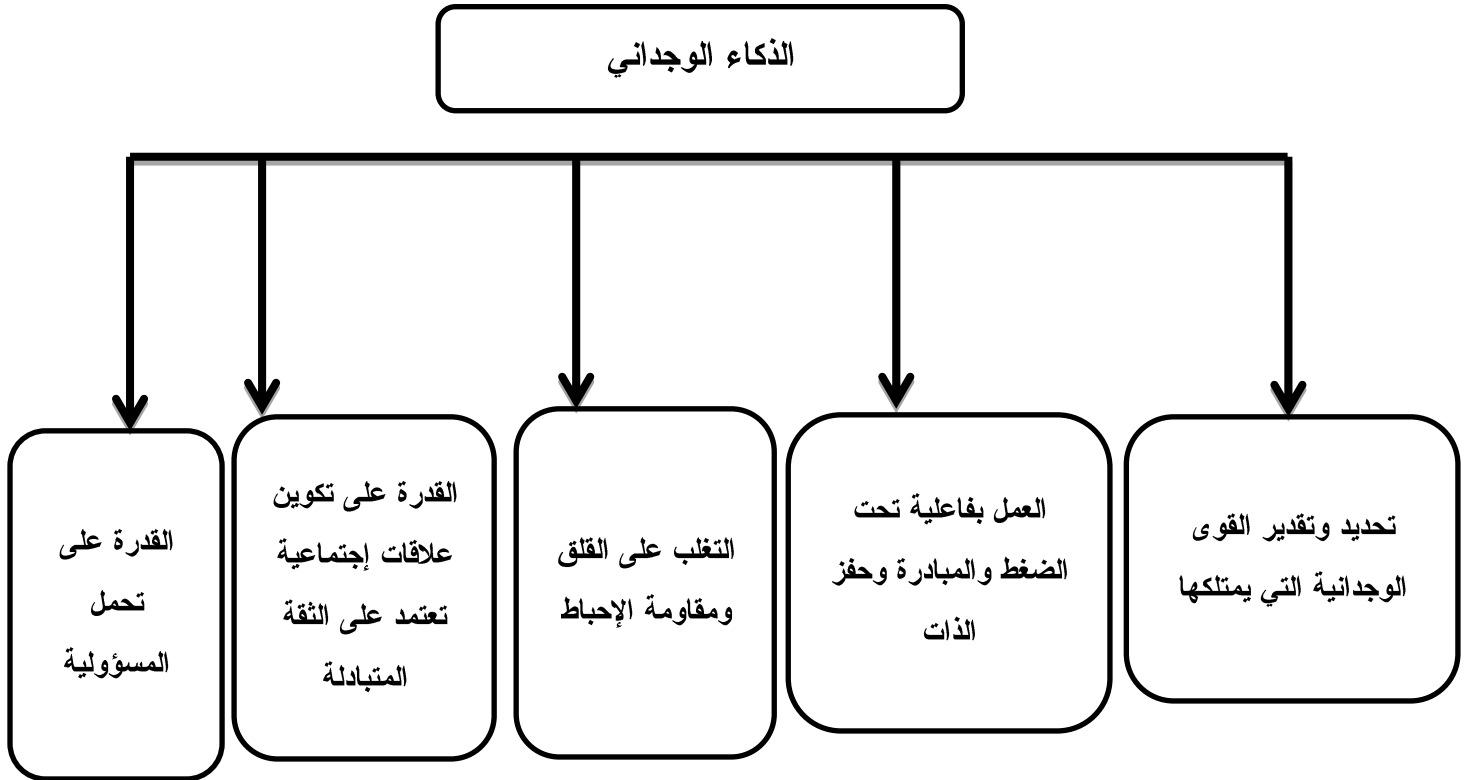 الذكاء الوجداني
تحديد وتقدير القوى
الوجدانية التي يمتلكها
العمل بفاعلية تحت
الضغط والمبادرة وحفز
الذات
التغلب على القلق
ومقاومة الإحباط
القدرة على تكوين
علاقات إجتماعية
تعتمد على الثقة
المتبادلة
القدرة على
تحمل
المسؤولية